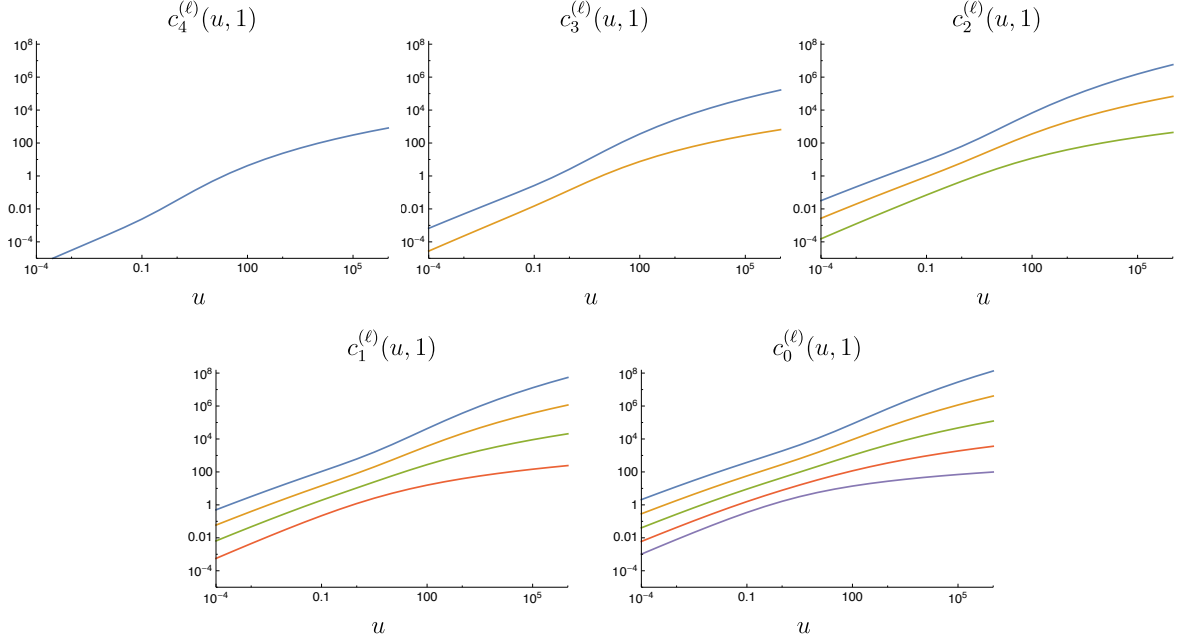 c_4^{(ℓ)}(u, 1) c_3^{(ℓ)}(u, 1) c_2^{(ℓ)}(u, 1)
10^8 10^8 10^8
10^6 10^6 10^6
10^4 10^4 10^4
100 100 100
1 1 1
0.01 0.01 0.01
10^{-4} 10^{-4} 10^{-4}
10^{-4} 0.1 100 10^5 10^{-4} 0.1 100 10^5 10^{-4} 0.1 100 10^5
u u u
c_1^{(ℓ)}(u, 1) c_0^{(ℓ)}(u, 1)
10^8 10^8
10^6 10^6
10^4 10^4
100 100
1 1
0.01 0.01
10^{-4} 10^{-4}
10^{-4} 0.1 100 10^5 10^{-4} 0.1 100 10^5
u u